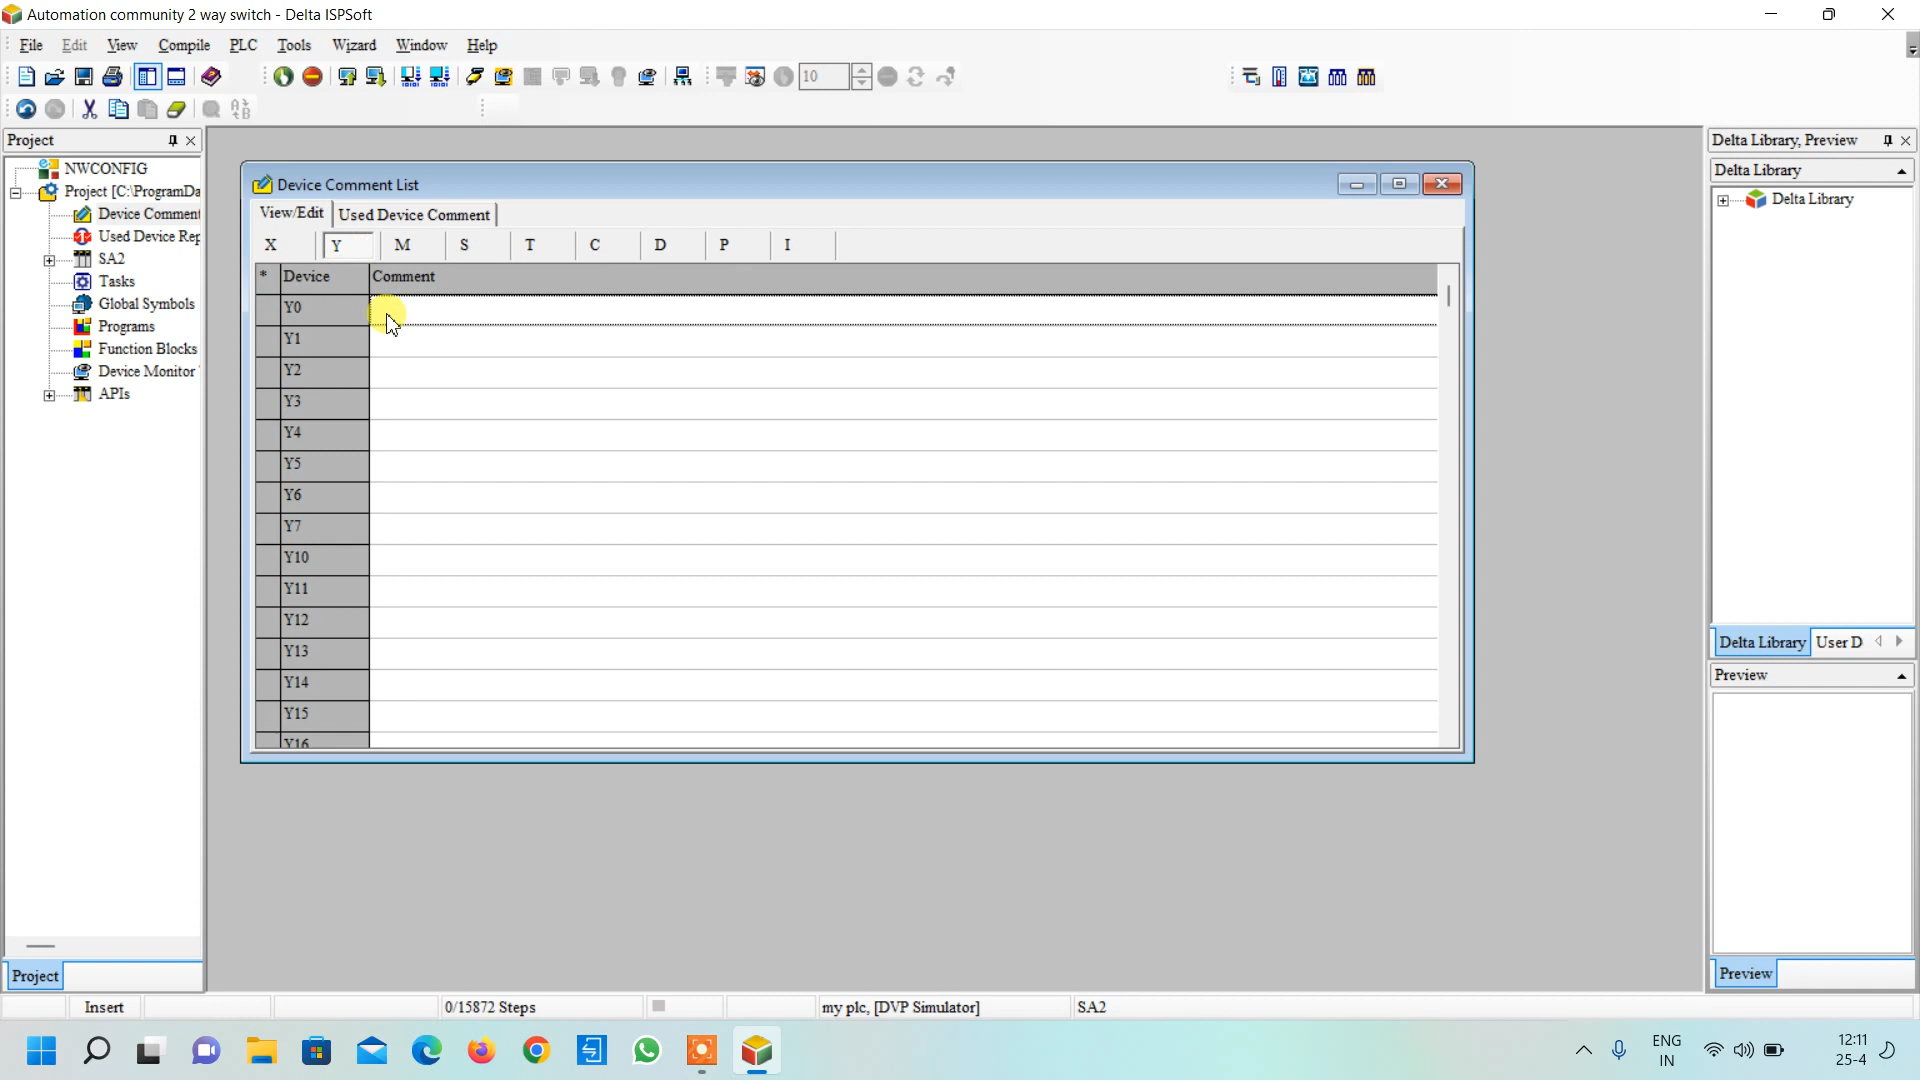 Automation community 2 way switch - Delta ISPSoft
File Edit View Compile PLC Tools Wizard Window Help
10
Project
NWCONFIG
Project [C:\ProgramDa
Device Commen
Used Device Rep
SA2
Tasks
Global Symbols
Programs
Function Blocks
Device Monitor
APIs
Project
Device Comment List
View/Edit Used Device Comment
X Y M S T C D P I
* Device Comment
Y0
Y1
Y2
Y3
Y4
Y5
Y6
Y7
Y10
Y11
Y12
Y13
Y14
Y15
Y16
Delta Library, Preview
Delta Library
Delta Library
Delta Library User D
Preview
Preview
Insert 0/15872 Steps my plc, [DVP Simulator] SA2
ENG
IN
12:11
25-4